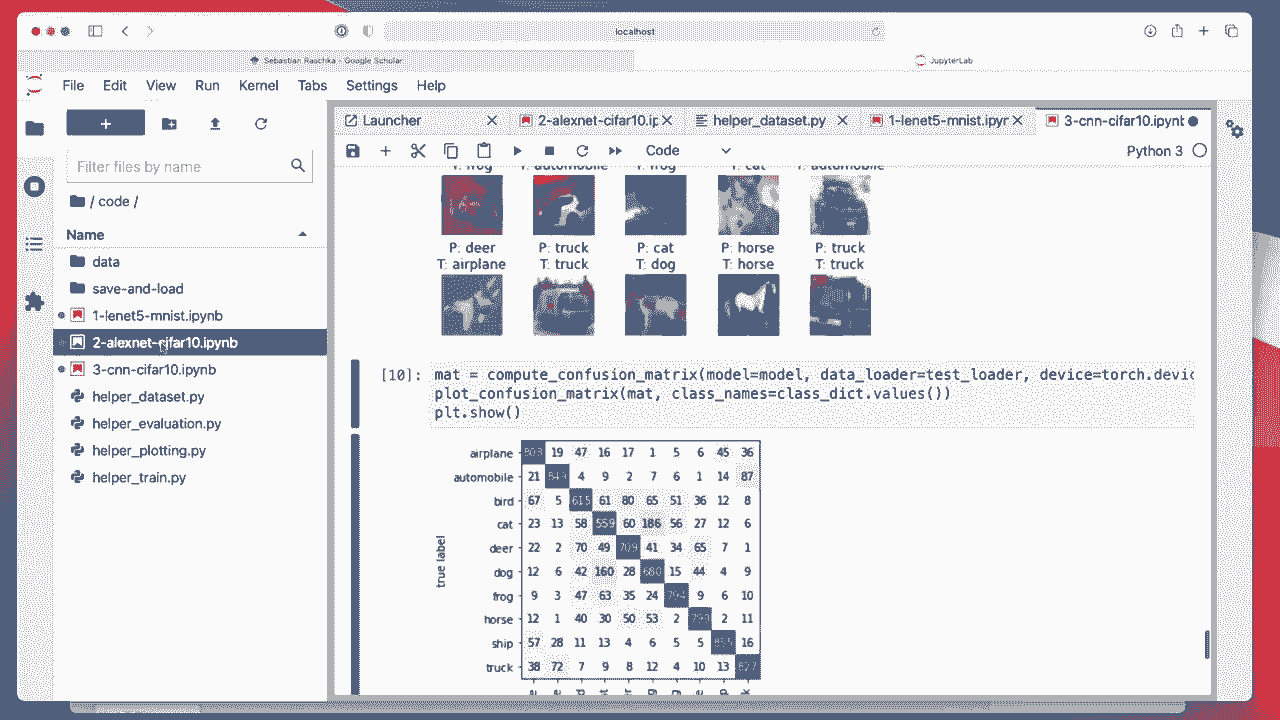 localhost
Sebastian Raschka - Google Scholar
JupyterLab
File Edit View Run Kernel Tabs Settings Help
Launcher
2-alexnet-cifar10.ip
helper_dataset.py
1-lenet5-mnist.ipynr
3-cnn-cifar10.ipynt
Code
Python 3
Filter files by name
/ code /
Name
data
save-and-load
1-lenet5-mnist.ipynb
2-alexnet-cifar10.ipynb
3-cnn-cifar10.ipynb
helper_dataset.py
helper_evaluation.py
helper_plotting.py
helper_train.py
T: frog T: automobile T: frog T: cat T: automobile
P: deer P: truck P: cat P: horse P: truck
T: airplane T: truck T: dog T: horse T: truck
[10]: mat = compute_confusion_matrix(model=model, data_loader=test_loader, device=torch.devic
plot_confusion_matrix(mat, class_names=class_dict.values())
plt.show()
true label
airplane 803 19 47 16 17 1 5 6 45 36
automobile 21 849 4 9 2 7 6 1 14 87
bird 67 5 615 61 80 65 51 36 12 8
cat 23 13 58 559 60 186 56 27 12 6
deer 22 2 70 49 709 41 34 65 7 1
dog 12 6 42 160 28 680 15 44 4 9
frog 9 3 47 63 35 24 794 9 6 10
horse 12 1 40 30 50 53 2 799 2 11
ship 57 28 11 13 4 6 5 5 855 16
truck 38 72 7 9 8 12 4 10 13 827